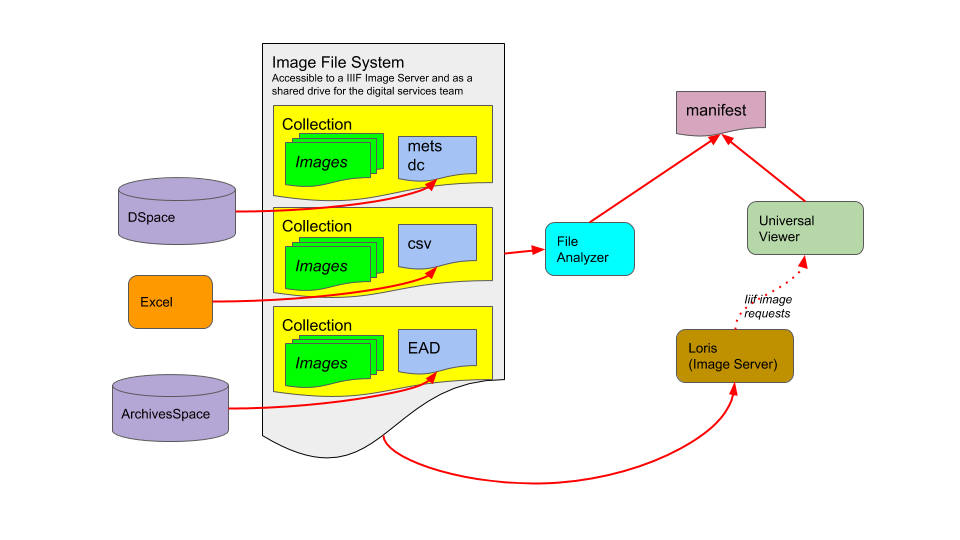 Image File System
Accessible to a IIIF Image Server and as a
shared drive for the digital services team
Collection
Images
mets
dc
DSpace
Collection
Images
csv
Excel
Collection
Images
EAD
ArchivesSpace
File
Analyzer
manifest
Universal
Viewer
Iiif image
requests
Loris
(Image Server)